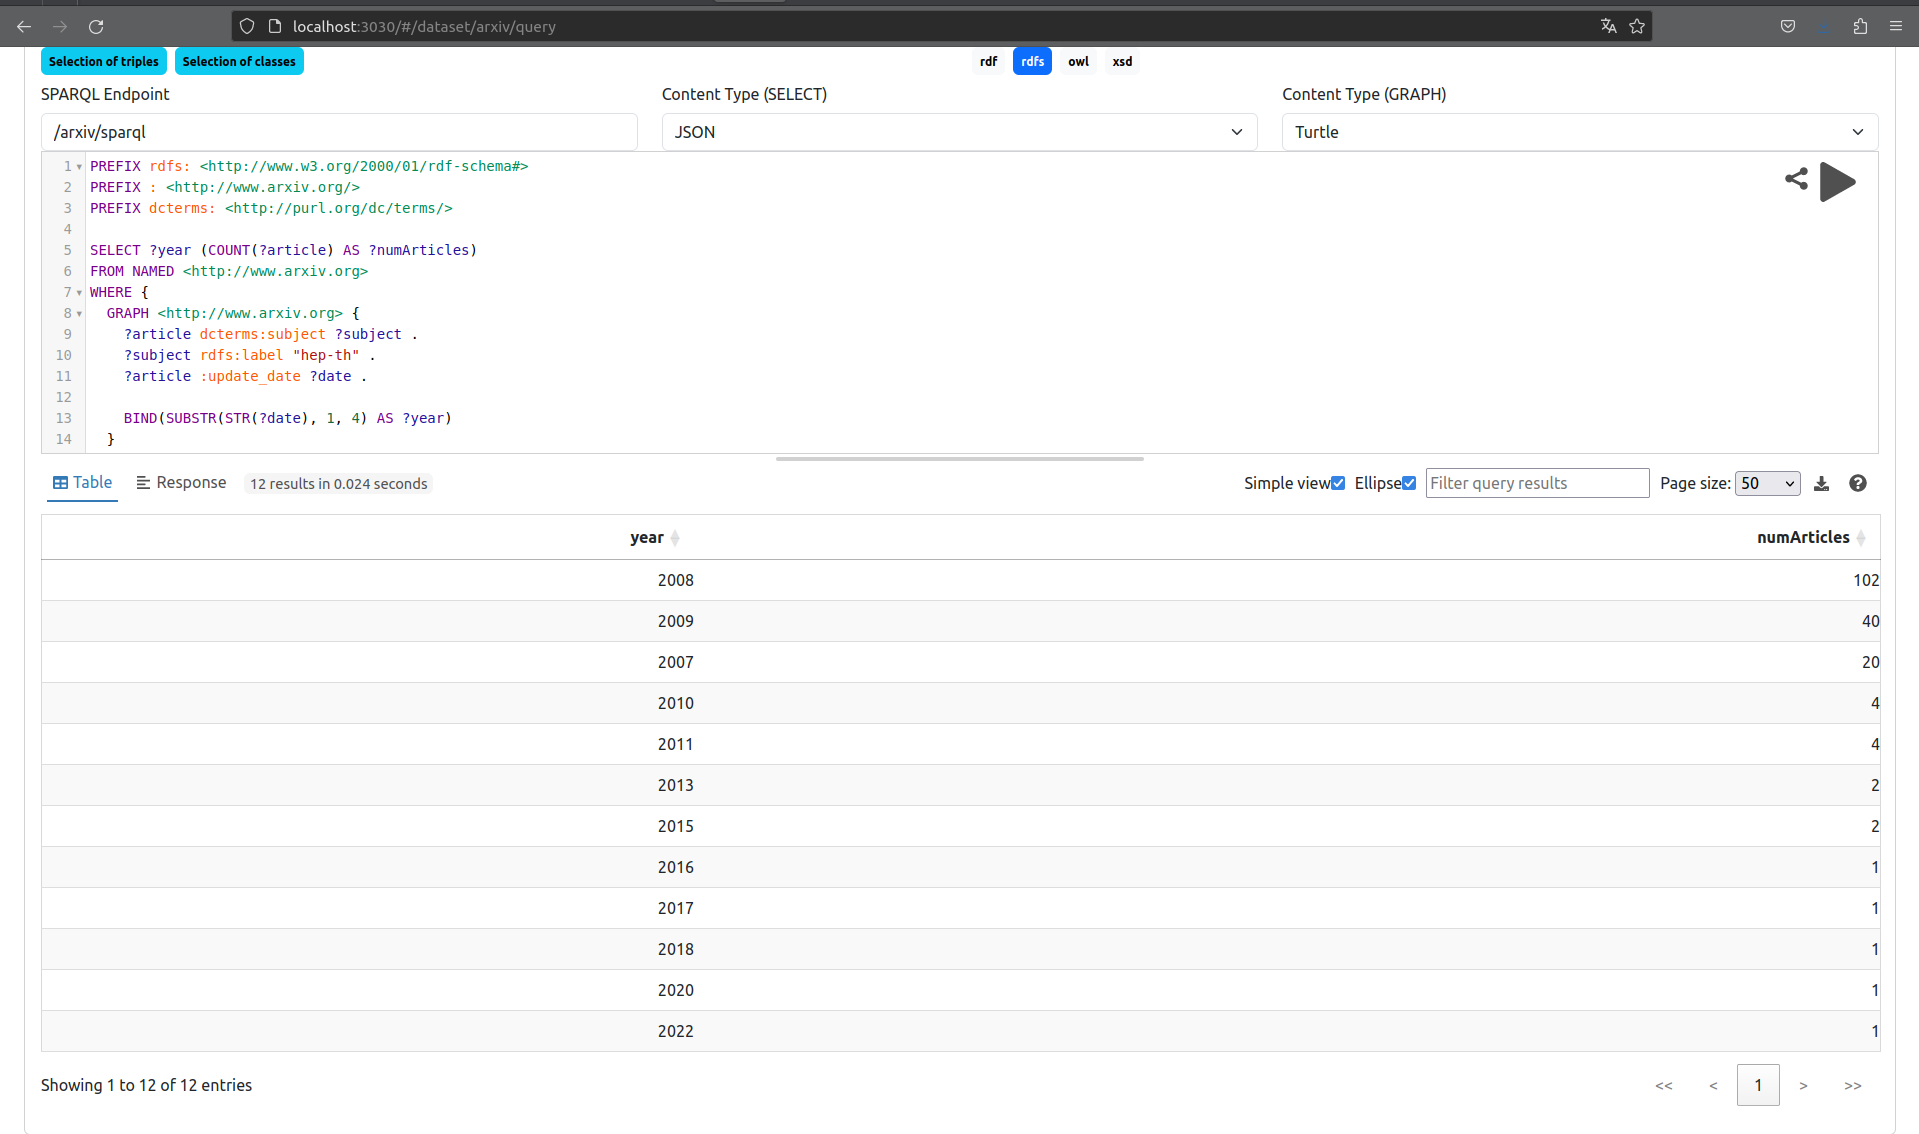 localhost:3030/#/dataset/arxiv/query
Selection of triples Selection of classes rdf rdfs owl xsd
SPARQL Endpoint Content Type (SELECT) Content Type (GRAPH)
/arxiv/sparql JSON Turtle
1 PREFIX rdfs: <http://www.w3.org/2000/01/rdf-schema#>
2 PREFIX : <http://www.arxiv.org/>
3 PREFIX dcterms: <http://purl.org/dc/terms/>
4
5 SELECT ?year (COUNT(?article) AS ?numArticles)
6 FROM NAMED <http://www.arxiv.org>
7 WHERE {
8 GRAPH <http://www.arxiv.org> {
9 ?article dcterms:subject ?subject .
10 ?subject rdfs:label "hep-th" .
11 ?article :update_date ?date .
12
13 BIND(SUBSTR(STR(?date), 1, 4) AS ?year)
14 }
Table Response 12 results in 0.024 seconds Simple view Ellipse Filter query results Page size: 50
year numArticles
2008 102
2009 40
2007 20
2010 4
2011 4
2013 2
2015 2
2016 1
2017 1
2018 1
2020 1
2022 1
Showing 1 to 12 of 12 entries << < 1 > >>